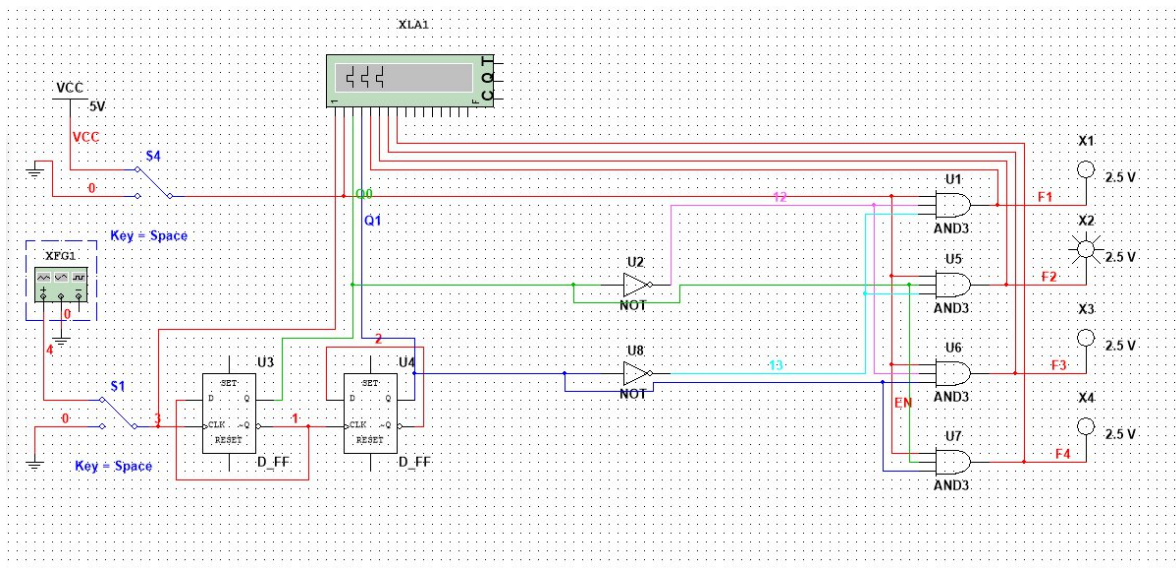 XLA1
1
F
C Q T
VCC
5V
VCC
S4
0
Key = Space
Q0
Q1
XFG1
+
−
0
4
S1
0
3
Key = Space
U3
SET
D
Q
CLK
~Q
RESET
D_FF
1
2
U4
SET
D
Q
CLK
~Q
RESET
D_FF
U2
NOT
U8
NOT
12
13
EN
U1
AND3
F1
X1
2.5 V
U5
AND3
F2
X2
2.5 V
U6
AND3
F3
X3
2.5 V
U7
AND3
F4
X4
2.5 V